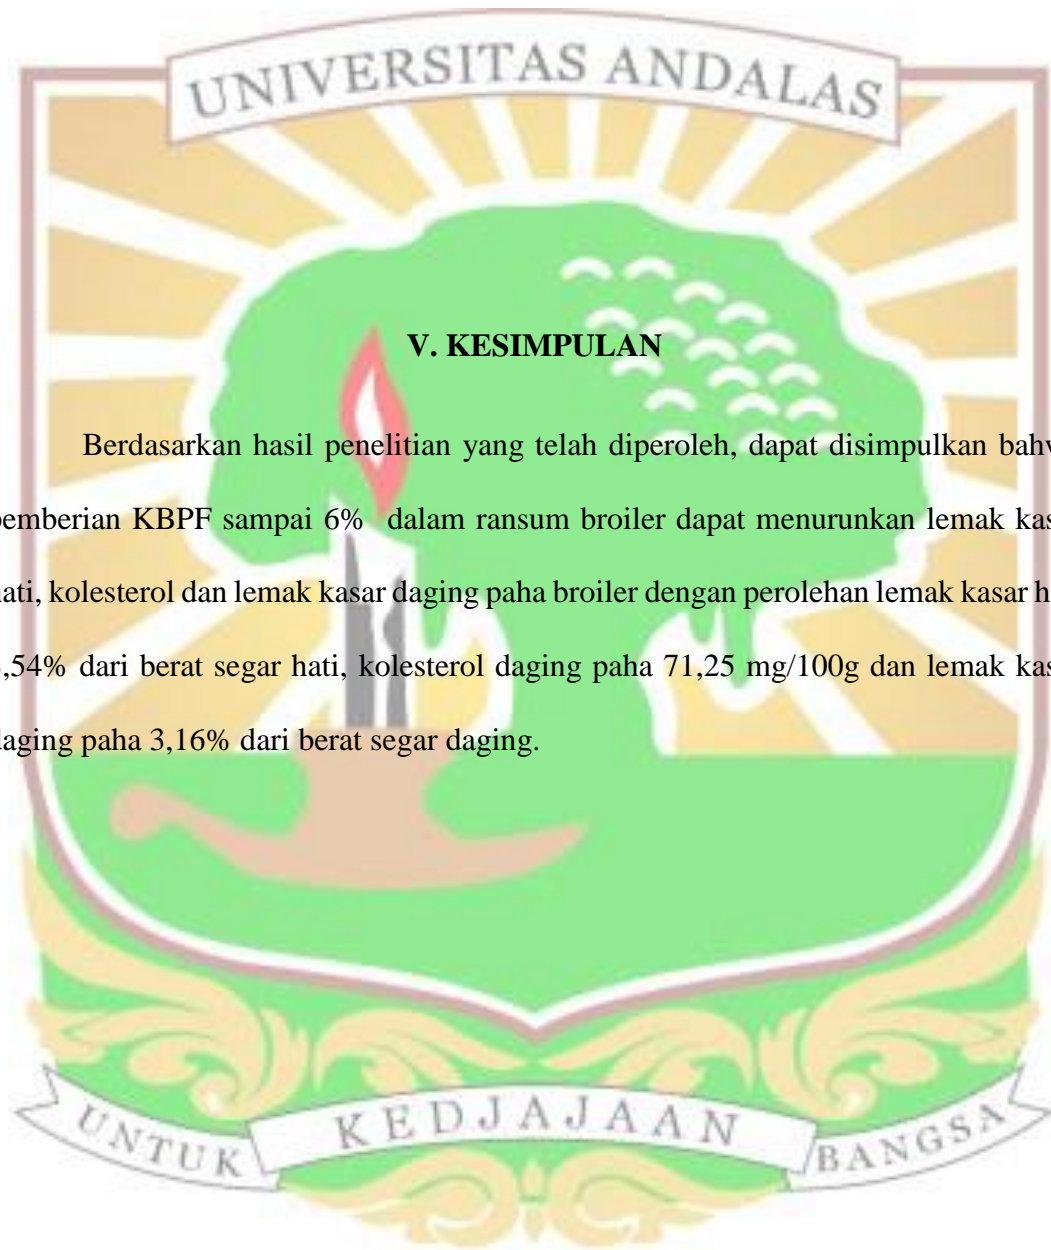 UNIVERSITAS ANDALAS
V. KESIMPULAN
Berdasarkan hasil penelitian yang telah diperoleh, dapat disimpulkan bahw
pemberian KBPF sampai 6% dalam ransum broiler dapat menurunkan lemak kas
hati, kolesterol dan lemak kasar daging paha broiler dengan perolehan lemak kasar h
,54% dari berat segar hati, kolesterol daging paha 71,25 mg/100g dan lemak kas
daging paha 3,16% dari berat segar daging.
UNTUK KEDJAJAAN BANGSA